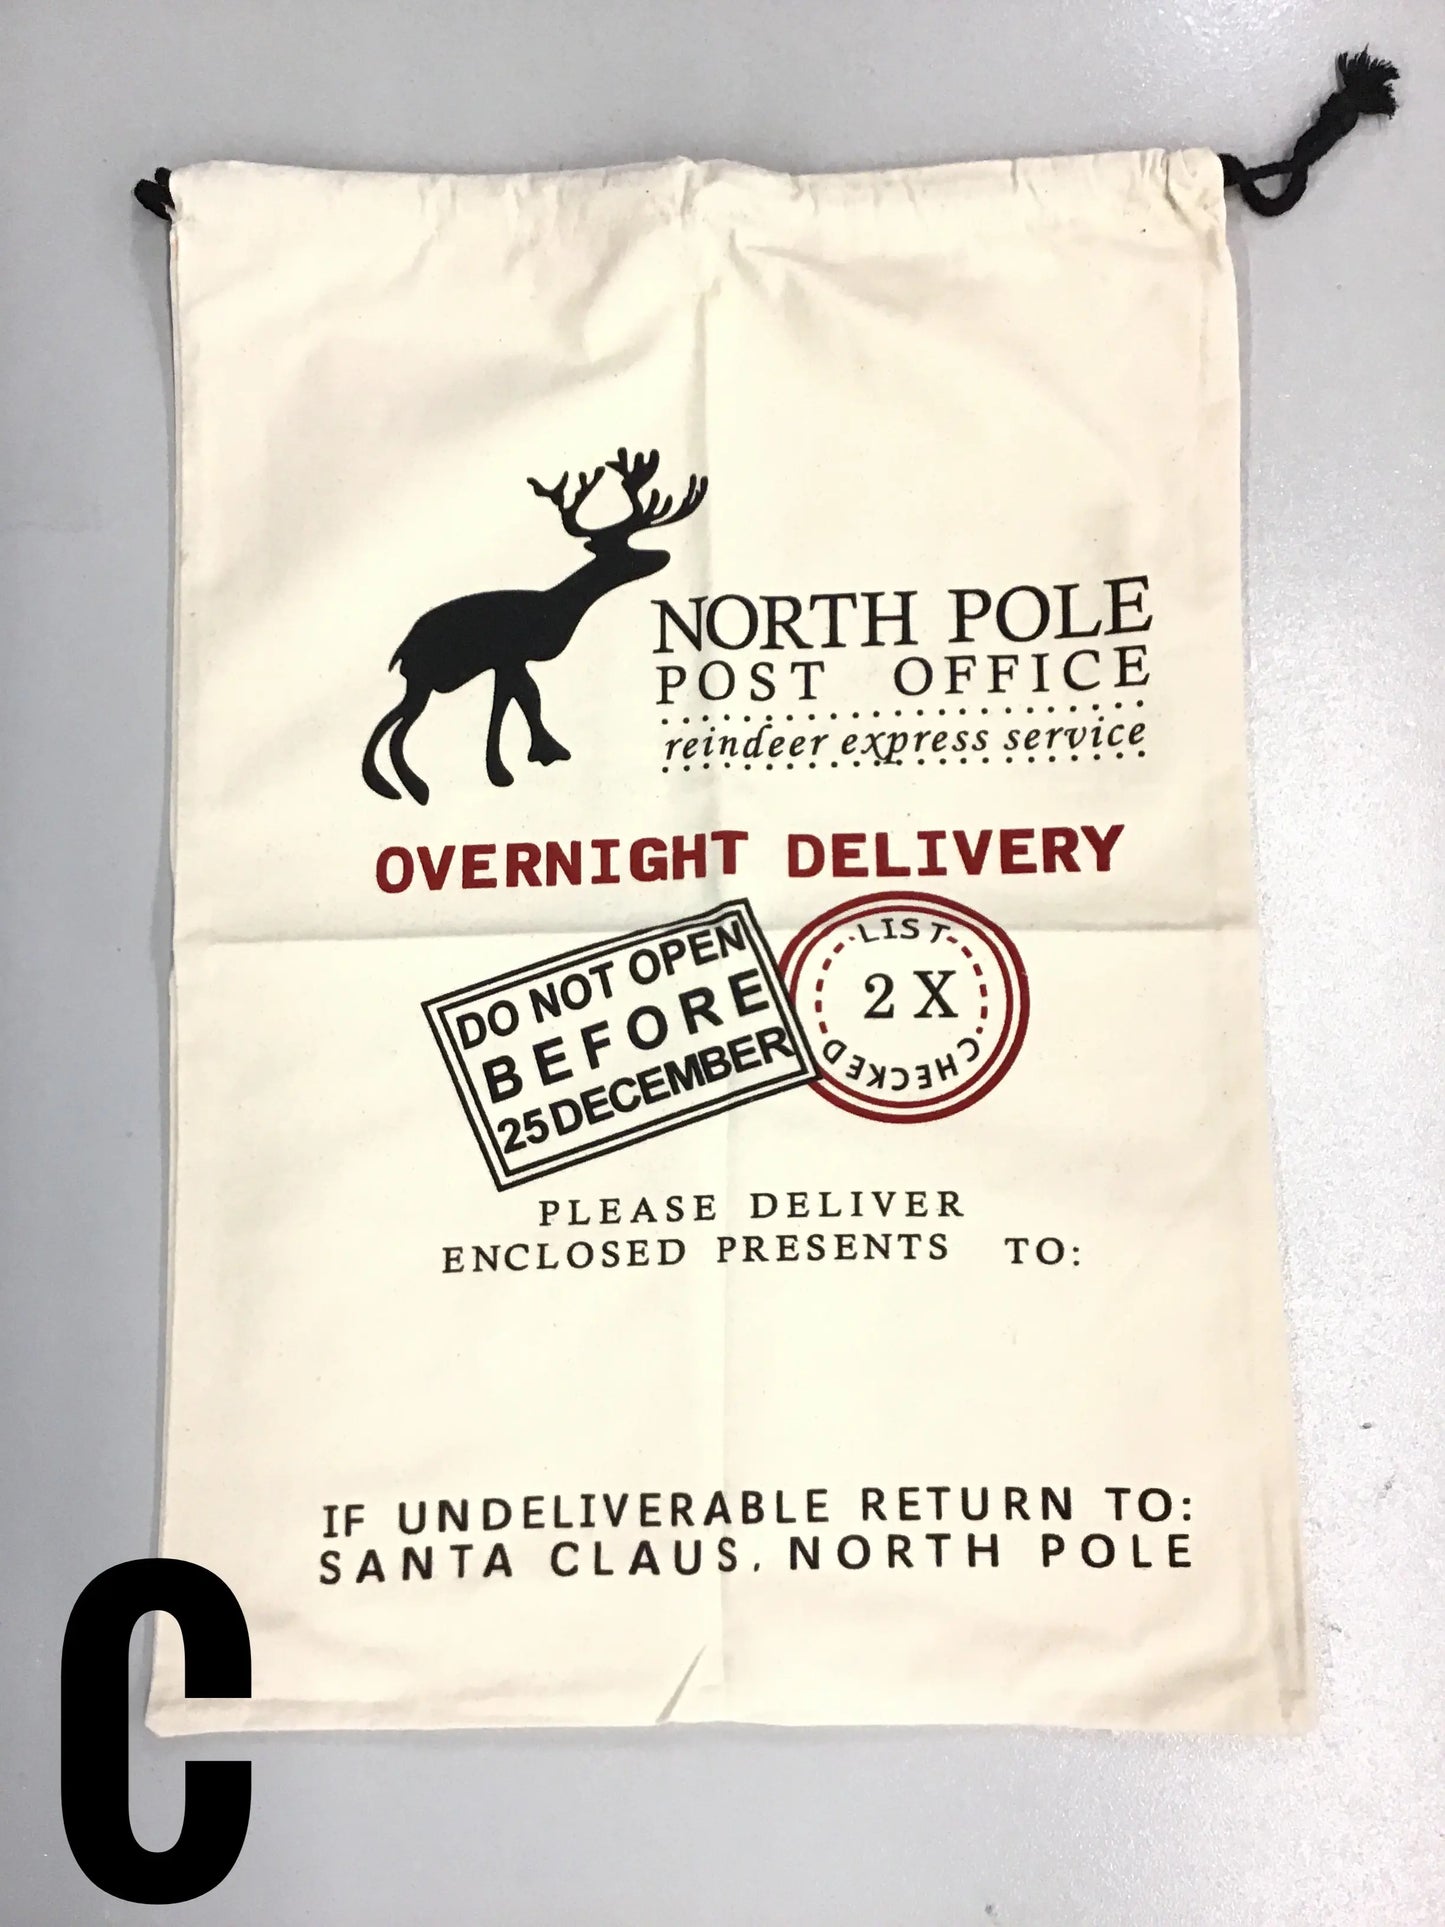 NORTH POLE
POST OFFICE
reindeer express service
OVERNIGHT DELIVERY
DO NOT OPEN
BEFORE
25 DECEMBER
LIST
2 X
CHECKED
PLEASE DELIVER
ENCLOSED PRESENTS TO:
IF UNDELIVERABLE RETURN TO:
SANTA CLAUS, NORTH POLE
C